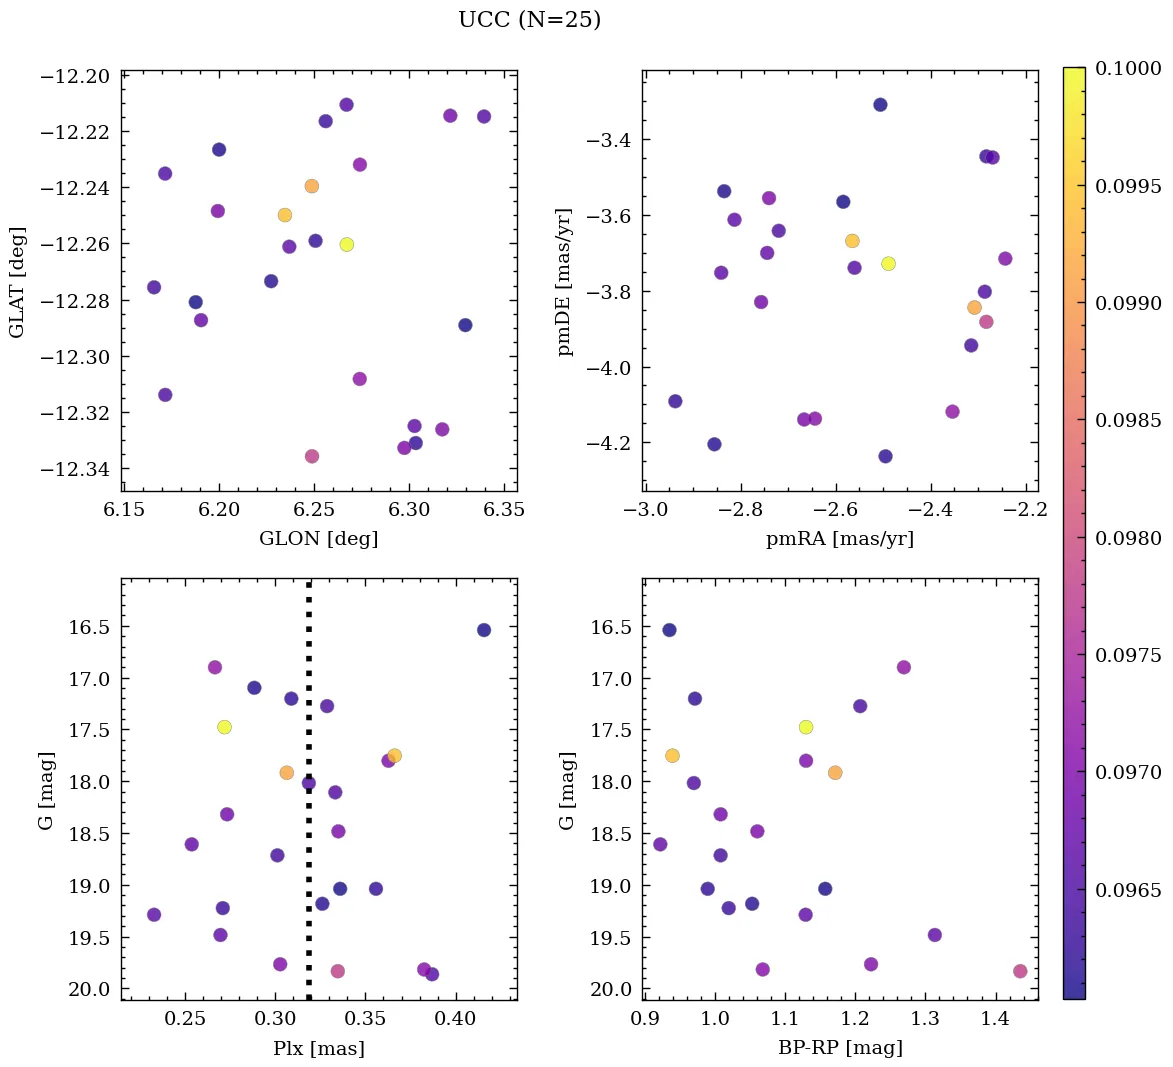 UCC (N=25)
−12.20
−12.22
−12.24
−12.26
−12.28
−12.30
−12.32
−12.34
GLAT [deg]
6.15 6.20 6.25 6.30 6.35
GLON [deg]
−3.4
−3.6
−3.8
−4.0
−4.2
pmDE [mas/yr]
−3.0 −2.8 −2.6 −2.4 −2.2
pmRA [mas/yr]
0.1000
0.0995
0.0990
0.0985
0.0980
0.0975
0.0970
0.0965
16.5
17.0
17.5
18.0
18.5
19.0
19.5
20.0
G [mag]
0.25 0.30 0.35 0.40
Plx [mas]
16.5
17.0
17.5
18.0
18.5
19.0
19.5
20.0
G [mag]
0.9 1.0 1.1 1.2 1.3 1.4
BP-RP [mag]